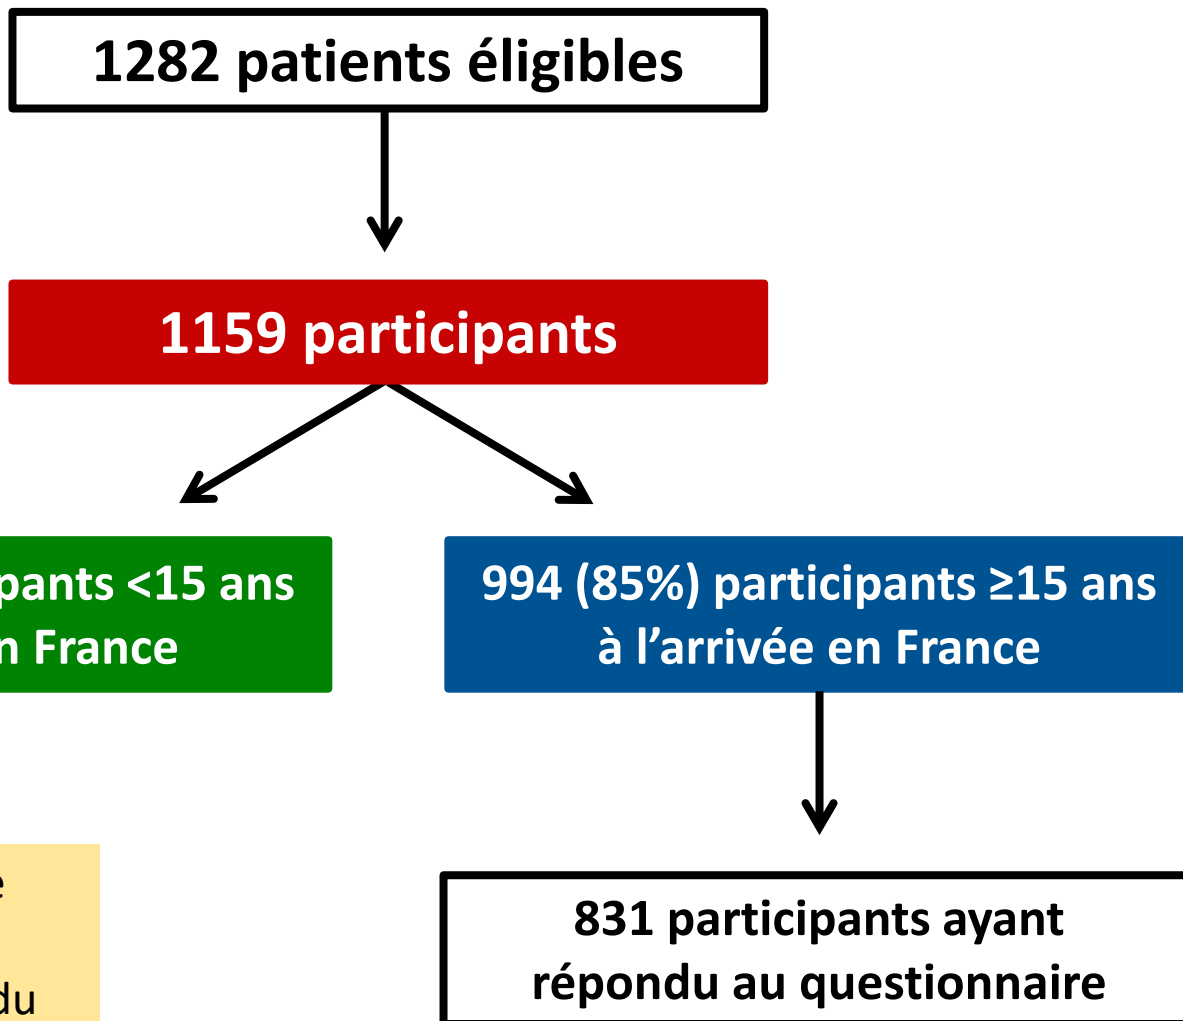 1282 patients éligibles
1159 participants
<15 ans
France
994 (85%) participants ≥15 ans
à l’arrivée en France
831 participants ayant
répondu au questionnaire
du